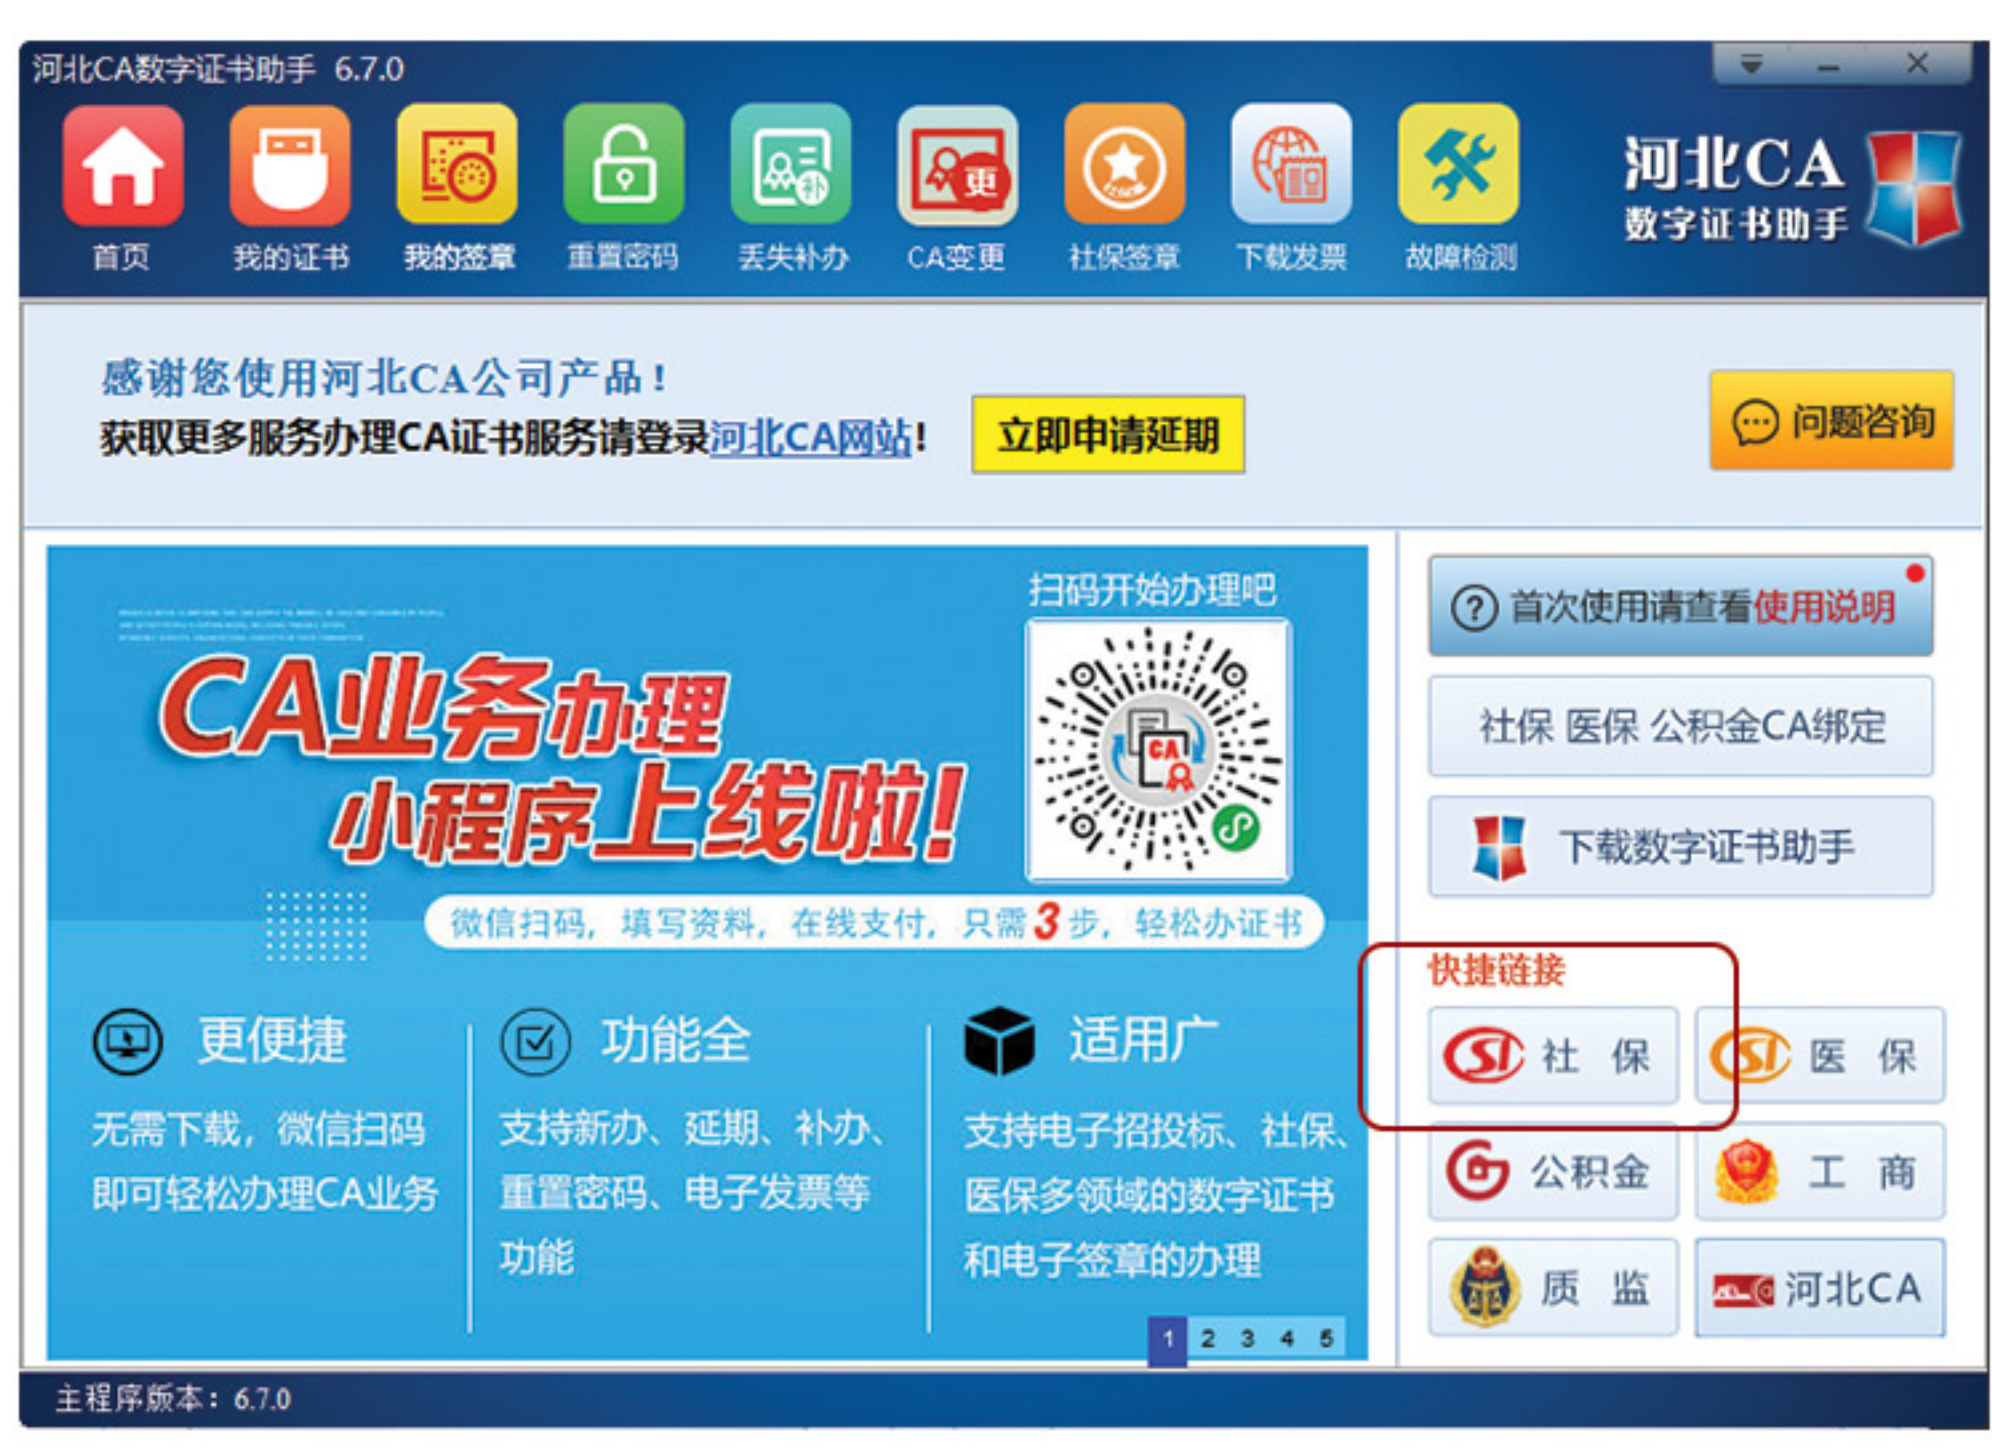 河北CA数字证书助手 6.7.0
首页
我的证书
我的签章
重置密码
补
丢失补办
更
CA变更
社保签章
下载发票
故障检测
河北CA
数字证书助手
感谢您使用河北CA公司产品！
获取更多服务办理CA证书服务请登录河北CA网站！
立即申请延期
问题咨询
扫码开始办理吧
CA
CA业务办理
小程序上线啦！
微信扫码，填写资料，在线支付，只需3步，轻松办证书
更便捷
无需下载，微信扫码
即可轻松办理CA业务
功能全
支持新办、延期、补办、
重置密码、电子发票等
功能
适用广
支持电子招投标、社保、
医保多领域的数字证书
和电子签章的办理
1 2 3 4 5
首次使用请查看使用说明
社保 医保 公积金CA绑定
下载数字证书助手
快捷链接
社 保
医 保
公积金
工 商
质 监
河北CA
主程序版本：6.7.0